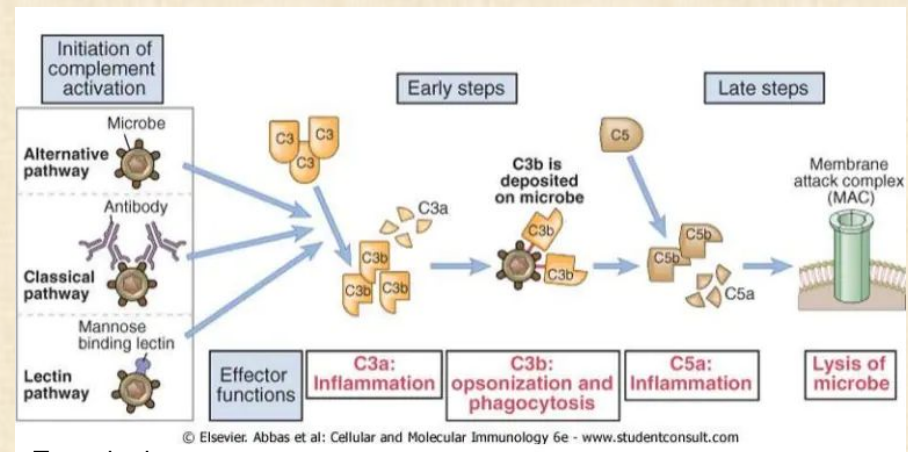 Initiation of
complement
activation
Early steps
Late steps
Microbe
Alternative
pathway
Antibody
Classical
pathway
Mannose
binding lectin
Lectin
pathway
C3
C3
C3
C3a
C3b
C3b
C3b
C3b is
deposited
on microbe
C3b
C3b
C5
C5b
C5b
C5a
Membrane
attack complex
(MAC)
Effector
functions
C3a:
Inflammation
C3b:
opsonization and
phagocytosis
C5a:
Inflammation
Lysis of
microbe
© Elsevier. Abbas et al: Cellular and Molecular Immunology 6e - www.studentconsult.com